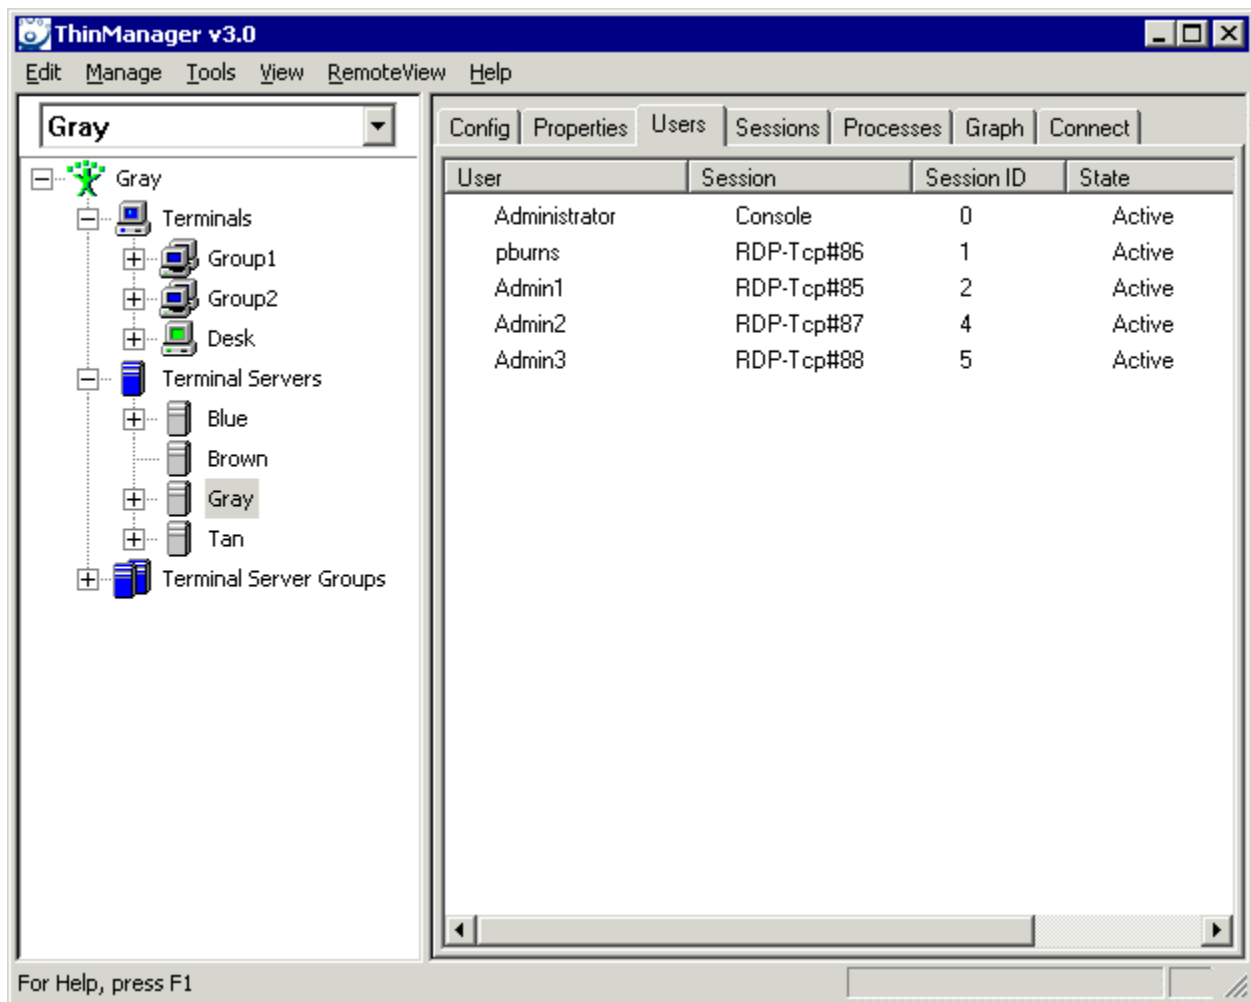 ThinManager v3.0
Edit Manage Tools View RemoteView Help
Gray
Gray
Terminals
Group1
Group2
Desk
Terminal Servers
Blue
Brown
Gray
Tan
Terminal Server Groups
Config Properties Users Sessions Processes Graph Connect
User Session Session ID State
Administrator Console 0 Active
pburns RDP-Tcp#86 1 Active
Admin1 RDP-Tcp#85 2 Active
Admin2 RDP-Tcp#87 4 Active
Admin3 RDP-Tcp#88 5 Active
For Help, press F1